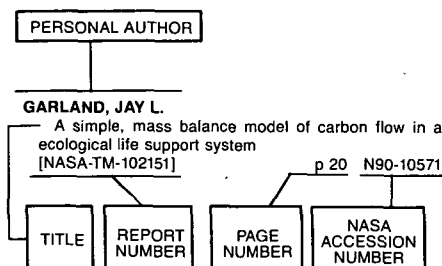 PERSONAL AUTHOR
GARLAND, JAY L.
A simple, mass balance model of carbon flow in a
ecological life support system
[NASA-TM-102151] p 20 N90-10571
TITLE
REPORT
NUMBER
PAGE
NUMBER
NASA
ACCESSION
NUMBER